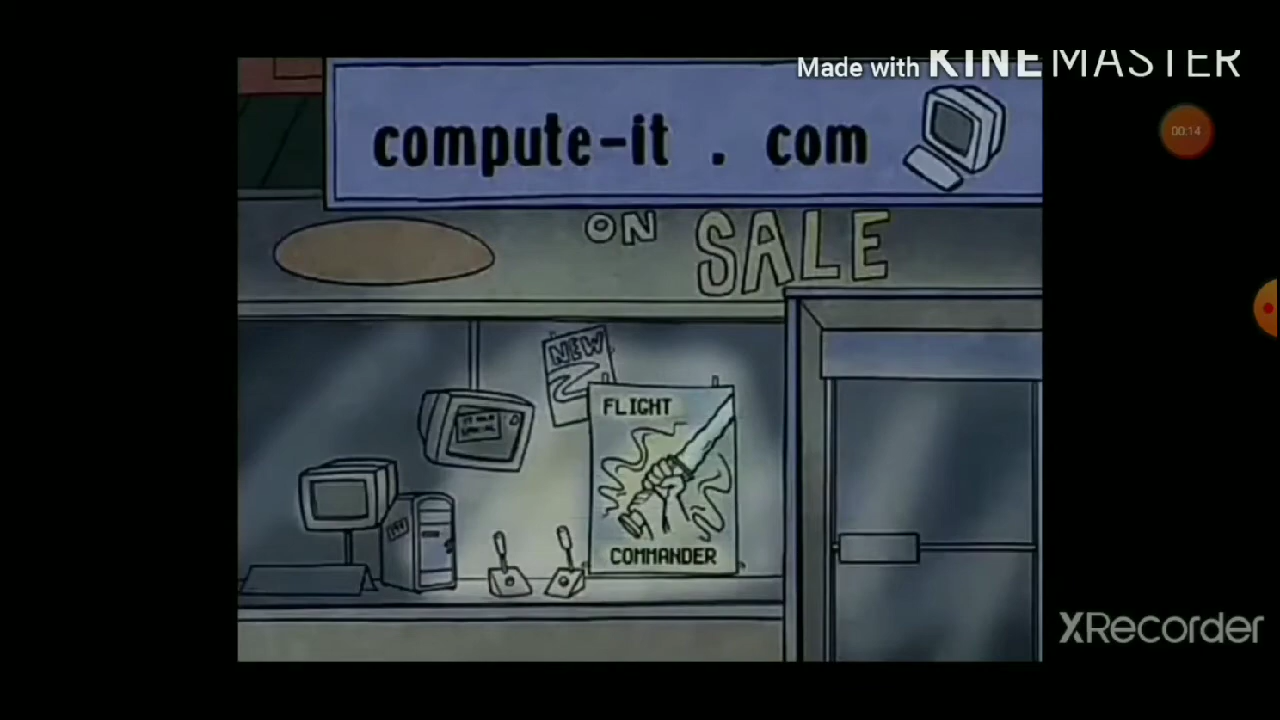 Made with KINEMASTER
00:14
compute-it . com
ON SALE
NEW
FLIGHT
COMMANDER
XRecorder